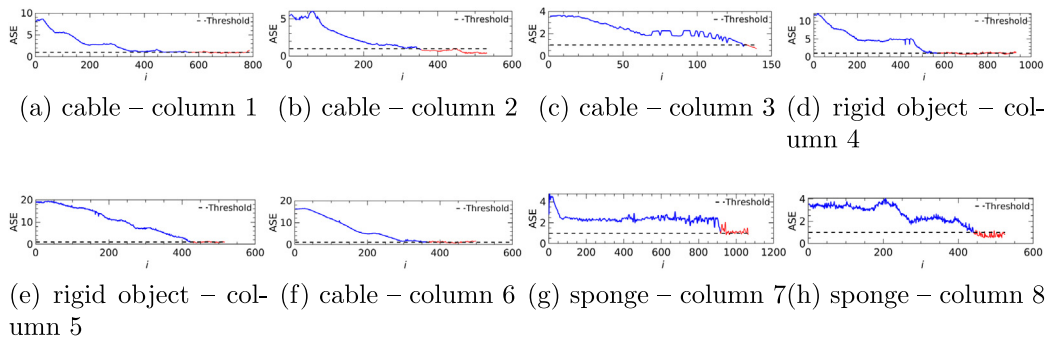 10
5
0
ASE
--Threshold
0 200 400 600 800
i
5
0
ASE
--Threshold
0 200 400 600
i
4
2
0
ASE
--Threshold
0 50 100 150
i
10
5
0
ASE
--Threshold
0 200 400 600 800 1000
i
(a) cable – column 1
(b) cable – column 2
(c) cable – column 3
(d) rigid object – col-
umn 4
20
10
0
ASE
--Threshold
0 100 200 300 400 500 600
i
20
10
0
ASE
--Threshold
0 100 200 300 400 500 600
i
4
2
0
ASE
--Threshold
0 200 400 600 800 1000 1200
i
4
2
0
ASE
--Threshold
0 200 400 600
i
(e) rigid object – col-
umn 5
(f) cable – column 6
(g) sponge – column 7
(h) sponge – column 8